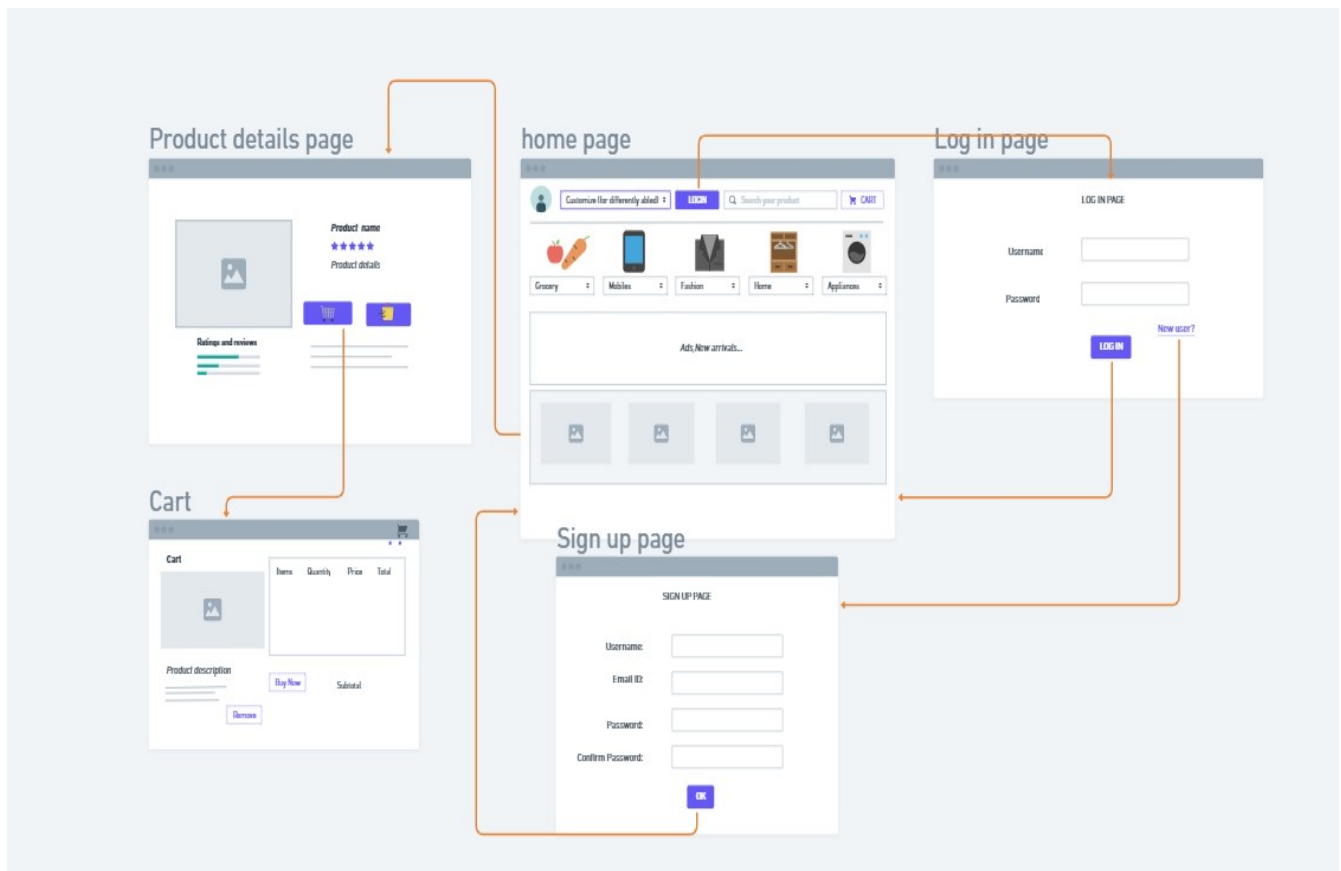 Product details page
Product name
Product details
Ratings and reviews
home page
Customize (for differently abled)
LOGIN
Search your product
CART
Grocery
Mobiles
Fashion
Home
Appliances
Ads,New arrivals...
Log in page
LOG IN PAGE
Username
Password
New user?
LOG IN
Cart
Cart
Items Quantity Price Total
Product description
Buy Now
Subtotal
Remove
Sign up page
SIGN UP PAGE
Username:
Email ID:
Password:
Confirm Password:
OK